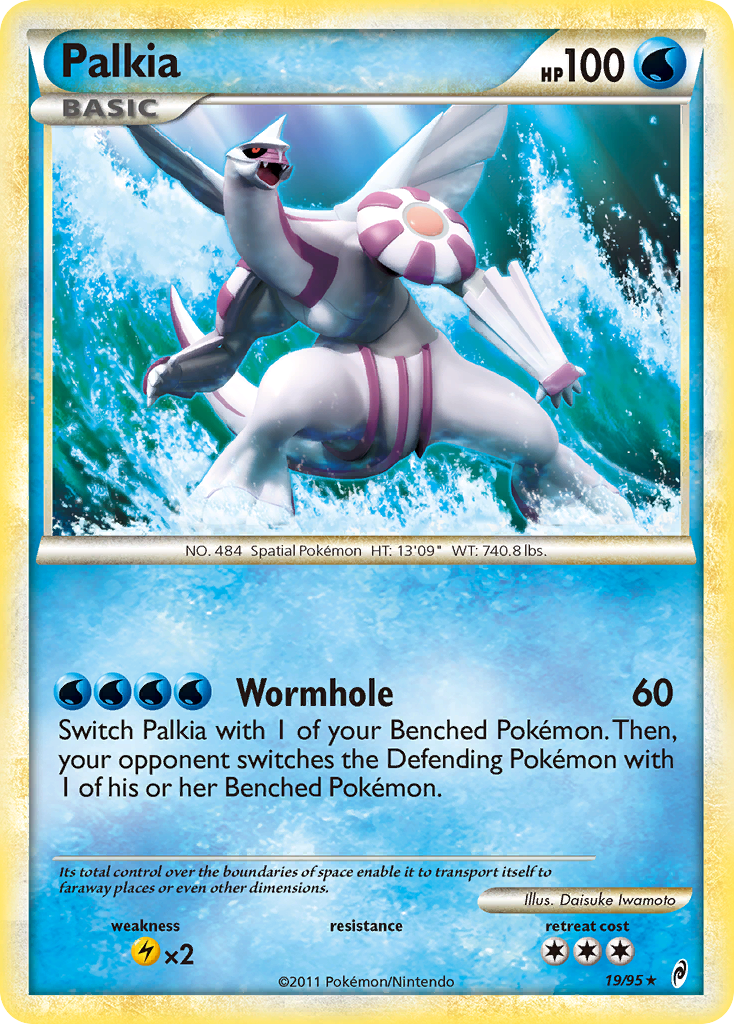 Palkia
HP100
BASIC
NO. 484 Spatial Pokémon HT: 13'09" WT: 740.8 lbs.
Wormhole 60
Switch Palkia with 1 of your Benched Pokémon. Then,
your opponent switches the Defending Pokémon with
1 of his or her Benched Pokémon.
Its total control over the boundaries of space enable it to transport itself to
faraway places or even other dimensions.
Illus. Daisuke Iwamoto
weakness resistance retreat cost
×2
©2011 Pokémon/Nintendo 19/95 ★